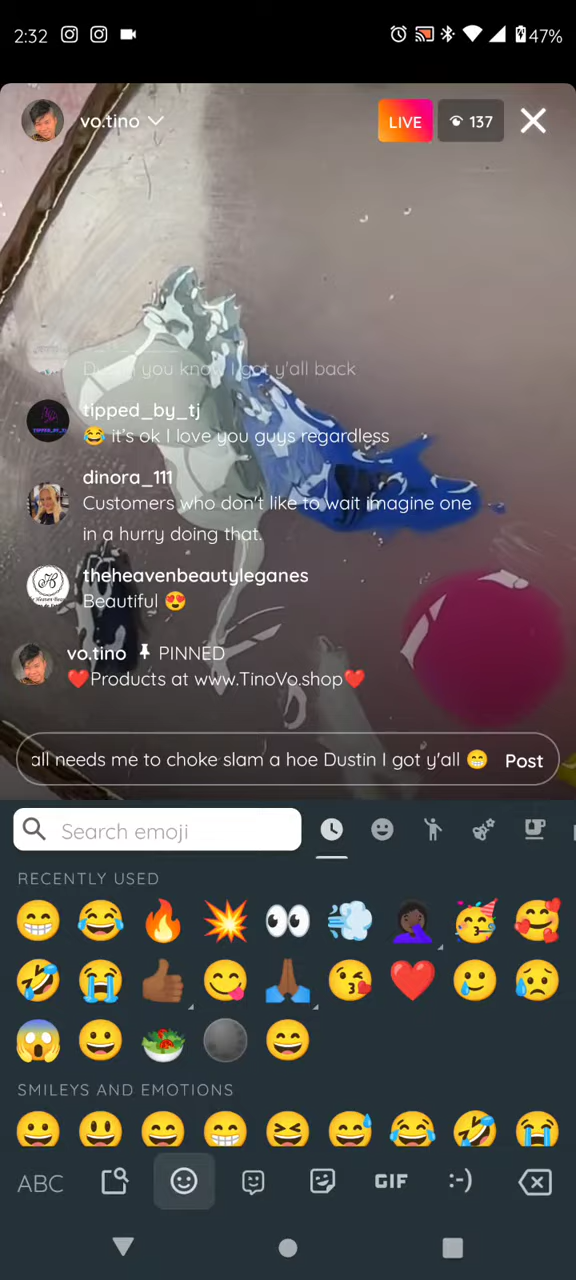 2:32
47%
vo.tino
LIVE
137
Dustin you know I got y'all back
tipped_by_tj
😂 it's ok I love you guys regardless
dinora_111
Customers who don't like to wait imagine one
in a hurry doing that.
theheavenbeautyleganes
Beautiful 😍
vo.tino PINNED
❤️Products at www.TinoVo.shop❤️
all needs me to choke slam a hoe Dustin I got y'all 😁 Post
Search emoji
RECENTLY USED
SMILEYS AND EMOTIONS
ABC
GIF
:-)